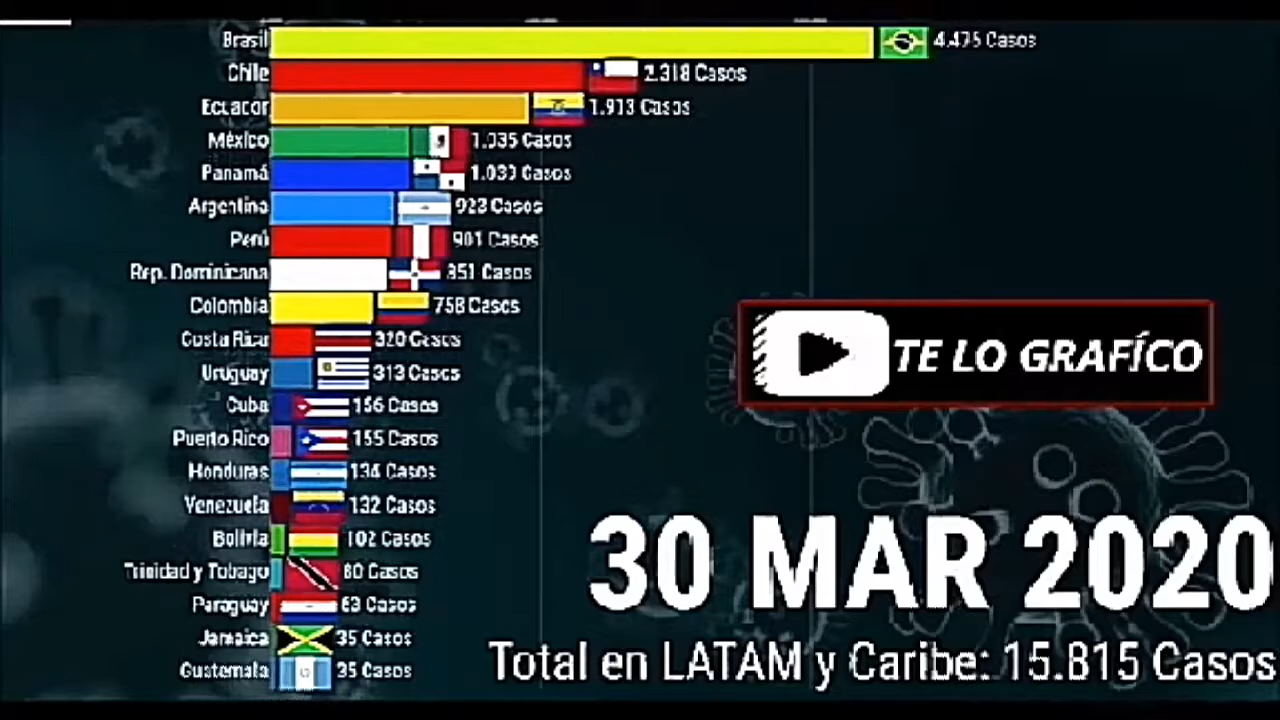 Brasil 4.475 Casos
Chile 2.318 Casos
Ecuador 1.913 Casos
México 1.035 Casos
Panamá Casos
Argentina 923 Casos
Perú 901 Casos
Rep. Dominicana 851 Casos
Colombia 758 Casos
Costa Rica 320 Casos
Uruguay 313 Casos
Cuba 156 Casos
Puerto Rico 155 Casos
Honduras 134 Casos
Venezuela 132 Casos
Bolivia 102 Casos
Trinidad y Tobago Casos
Paraguay 63 Casos
Jamaica 35 Casos
Guatemala 35 Casos
TE LO GRAFÍCO
30 MAR 2020
Total en LATAM y Caribe: 15.815 Casos